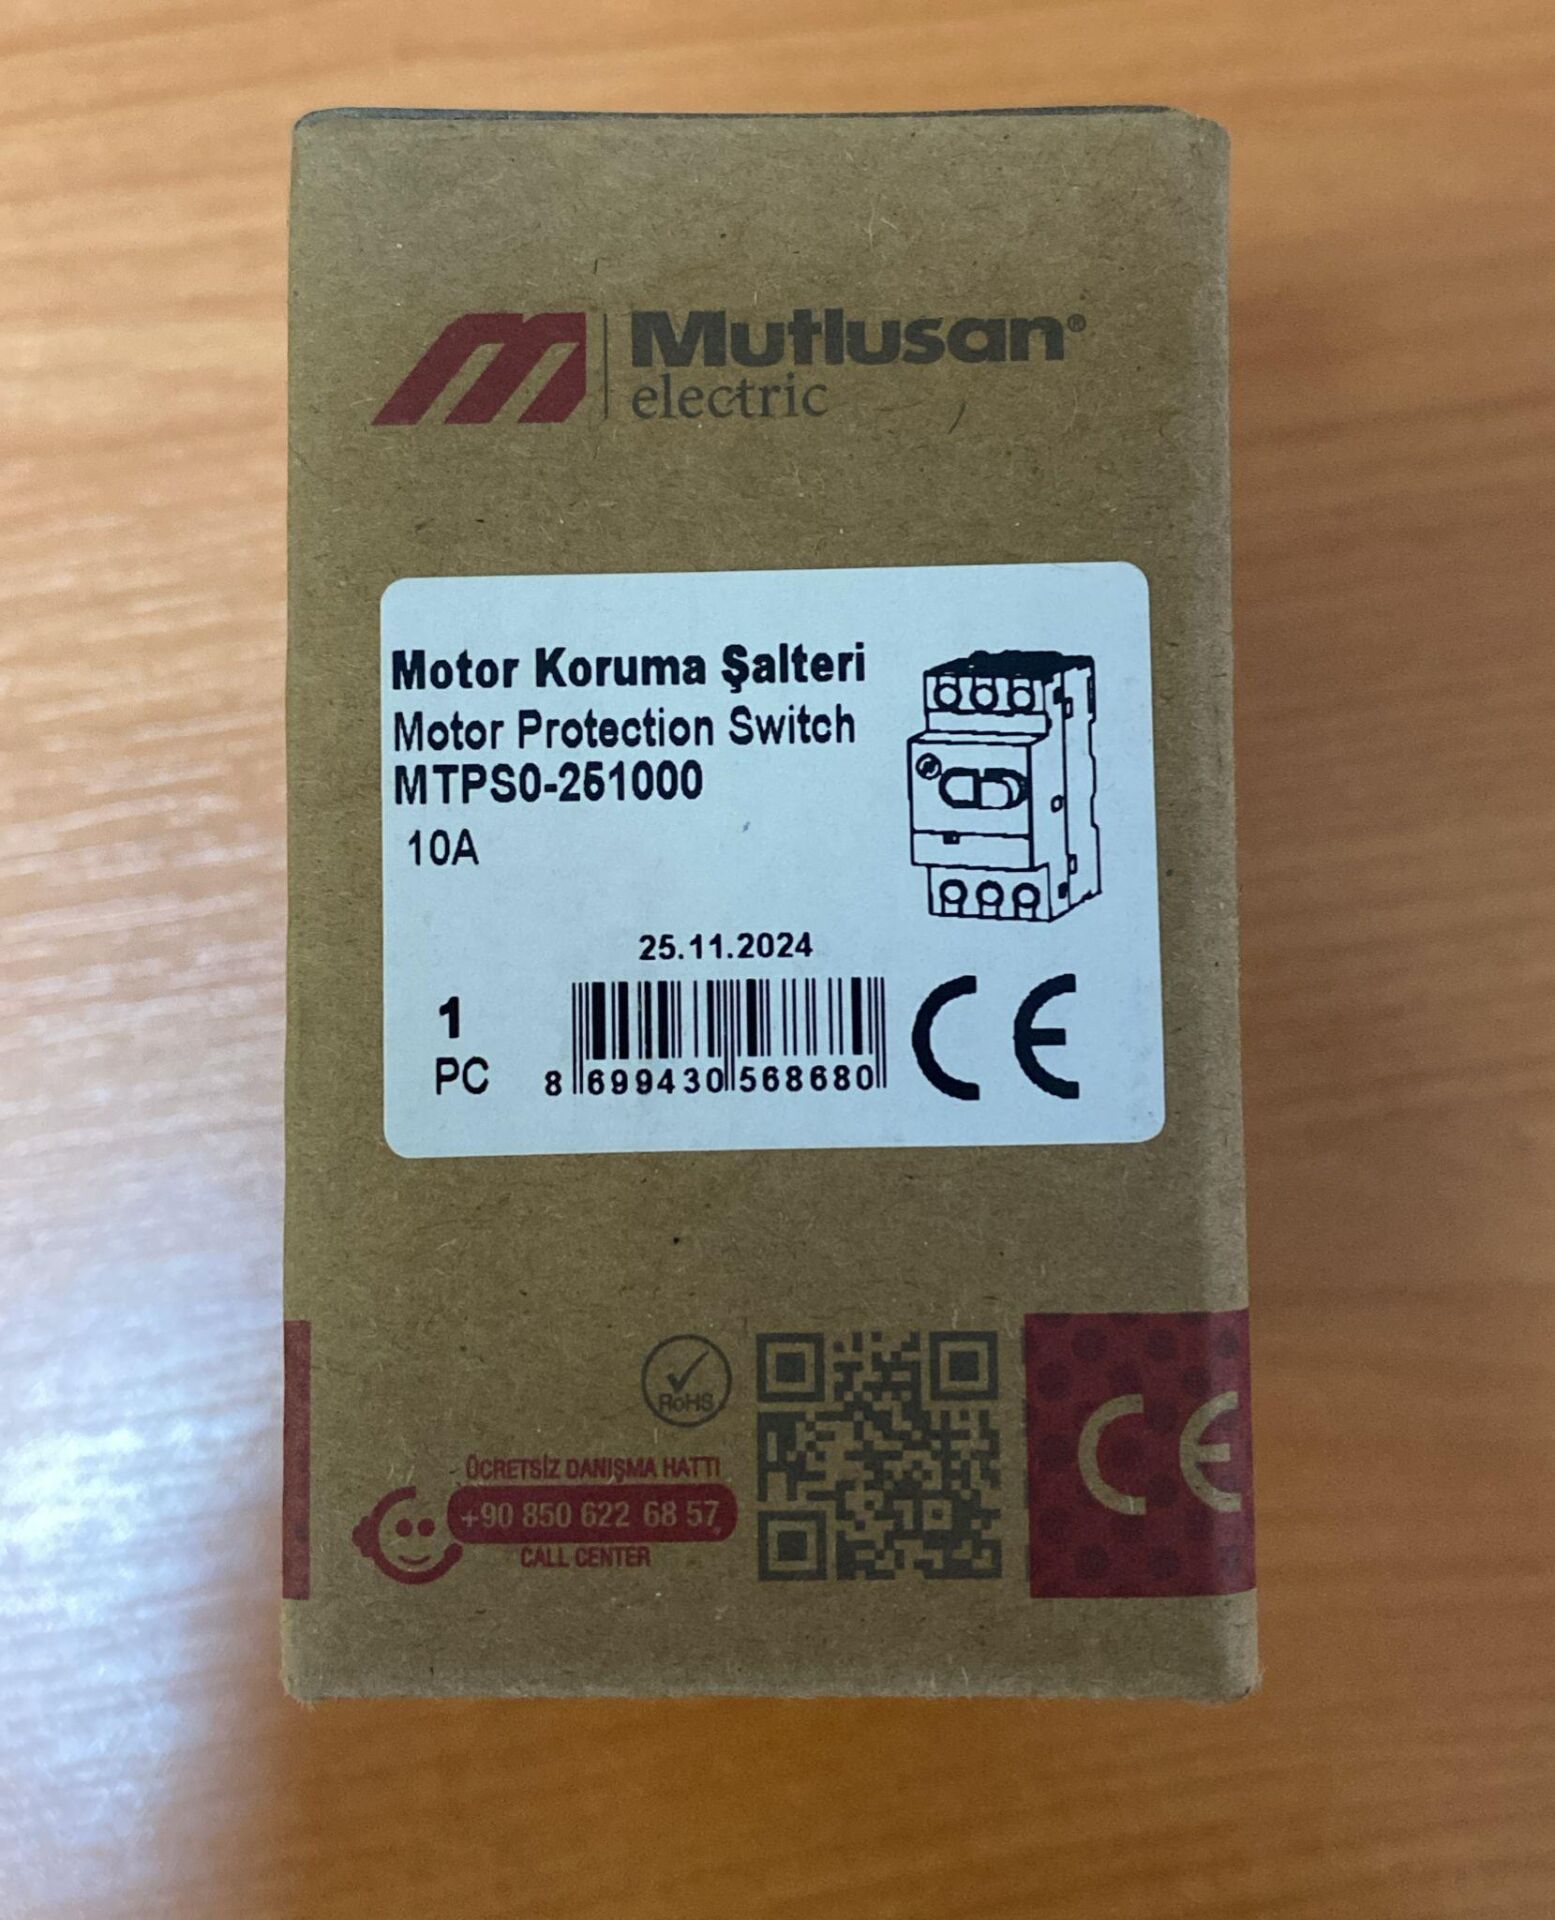 Mutlusan®
electric
Motor Koruma Şalteri
Motor Protection Switch
MTPS0-251000
10A
25.11.2024
1
PC
8 699430 568680
CE
RoHS
ÜCRETSİZ DANIŞMA HATTI
+90 850 622 68 57
CALL CENTER
CE